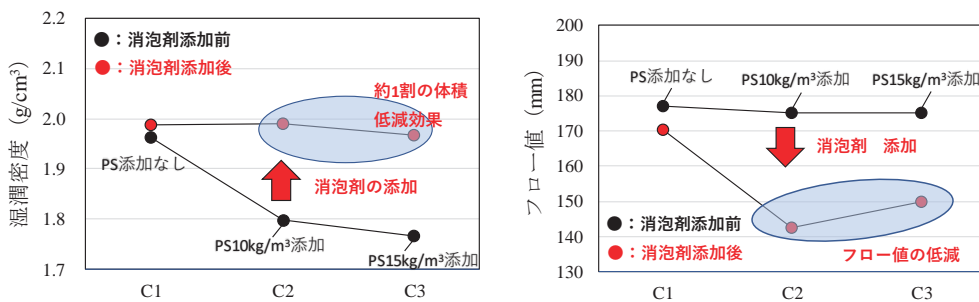 湿潤密度 (g/cm³)
2.2
2.1
2.0
1.9
1.8
1.7
●：消泡剤添加前
●：消泡剤添加後
約1割の体積
低減効果
PS添加なし
消泡剤の添加
PS10kg/m³添加
PS15kg/m³添加
C1 C2 C3
フロー値 (mm)
200
190
180
170
160
150
140
130
PS添加なし
PS10kg/m³添加
PS15kg/m³添加
消泡剤 添加
●：消泡剤添加前
●：消泡剤添加後
フロー値の低減
C1 C2 C3